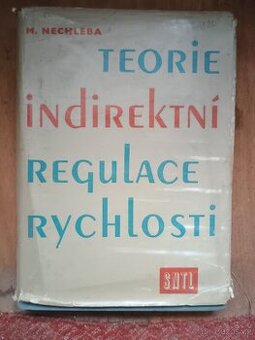 M. NECHLEBA
TEORIE
INDIREKTNÍ
REGULACE
RYCHLOSTI
SNTL